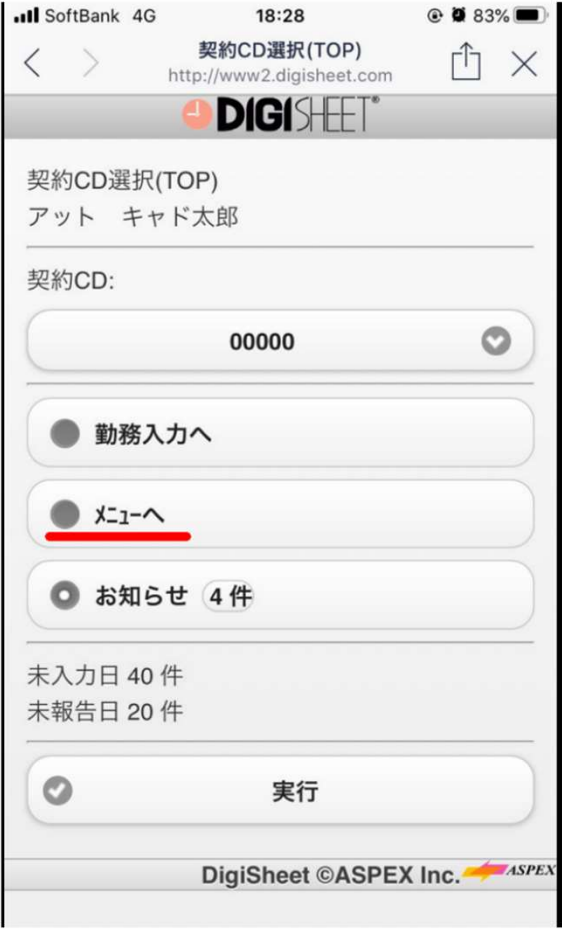 SoftBank 4G 18:28 83%
契約CD選択(TOP)
http://www2.digisheet.com
DIGISHEET®
契約CD選択(TOP)
アット　キャド太郎
契約CD:
00000
勤務入力へ
ﾒﾆｭｰへ
お知らせ 4 件
未入力日 40 件
未報告日 20 件
実行
DigiSheet ©ASPEX Inc. ASPEX